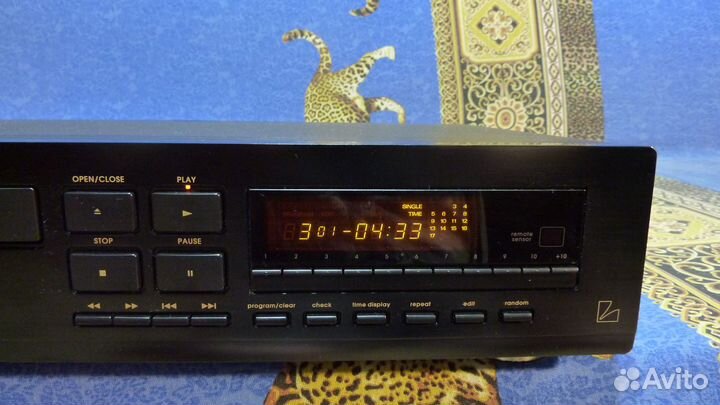 OPEN/CLOSE
PLAY
STOP
PAUSE
SINGLE
TIME
3 4
5 6 7 8
9 10 11 12
13 14 15 16
17
3 01-04:33
remote
sensor
1 2 3 4 5 6 7 8 9 10 +10
program/clear check time display repeat edit random
Avito